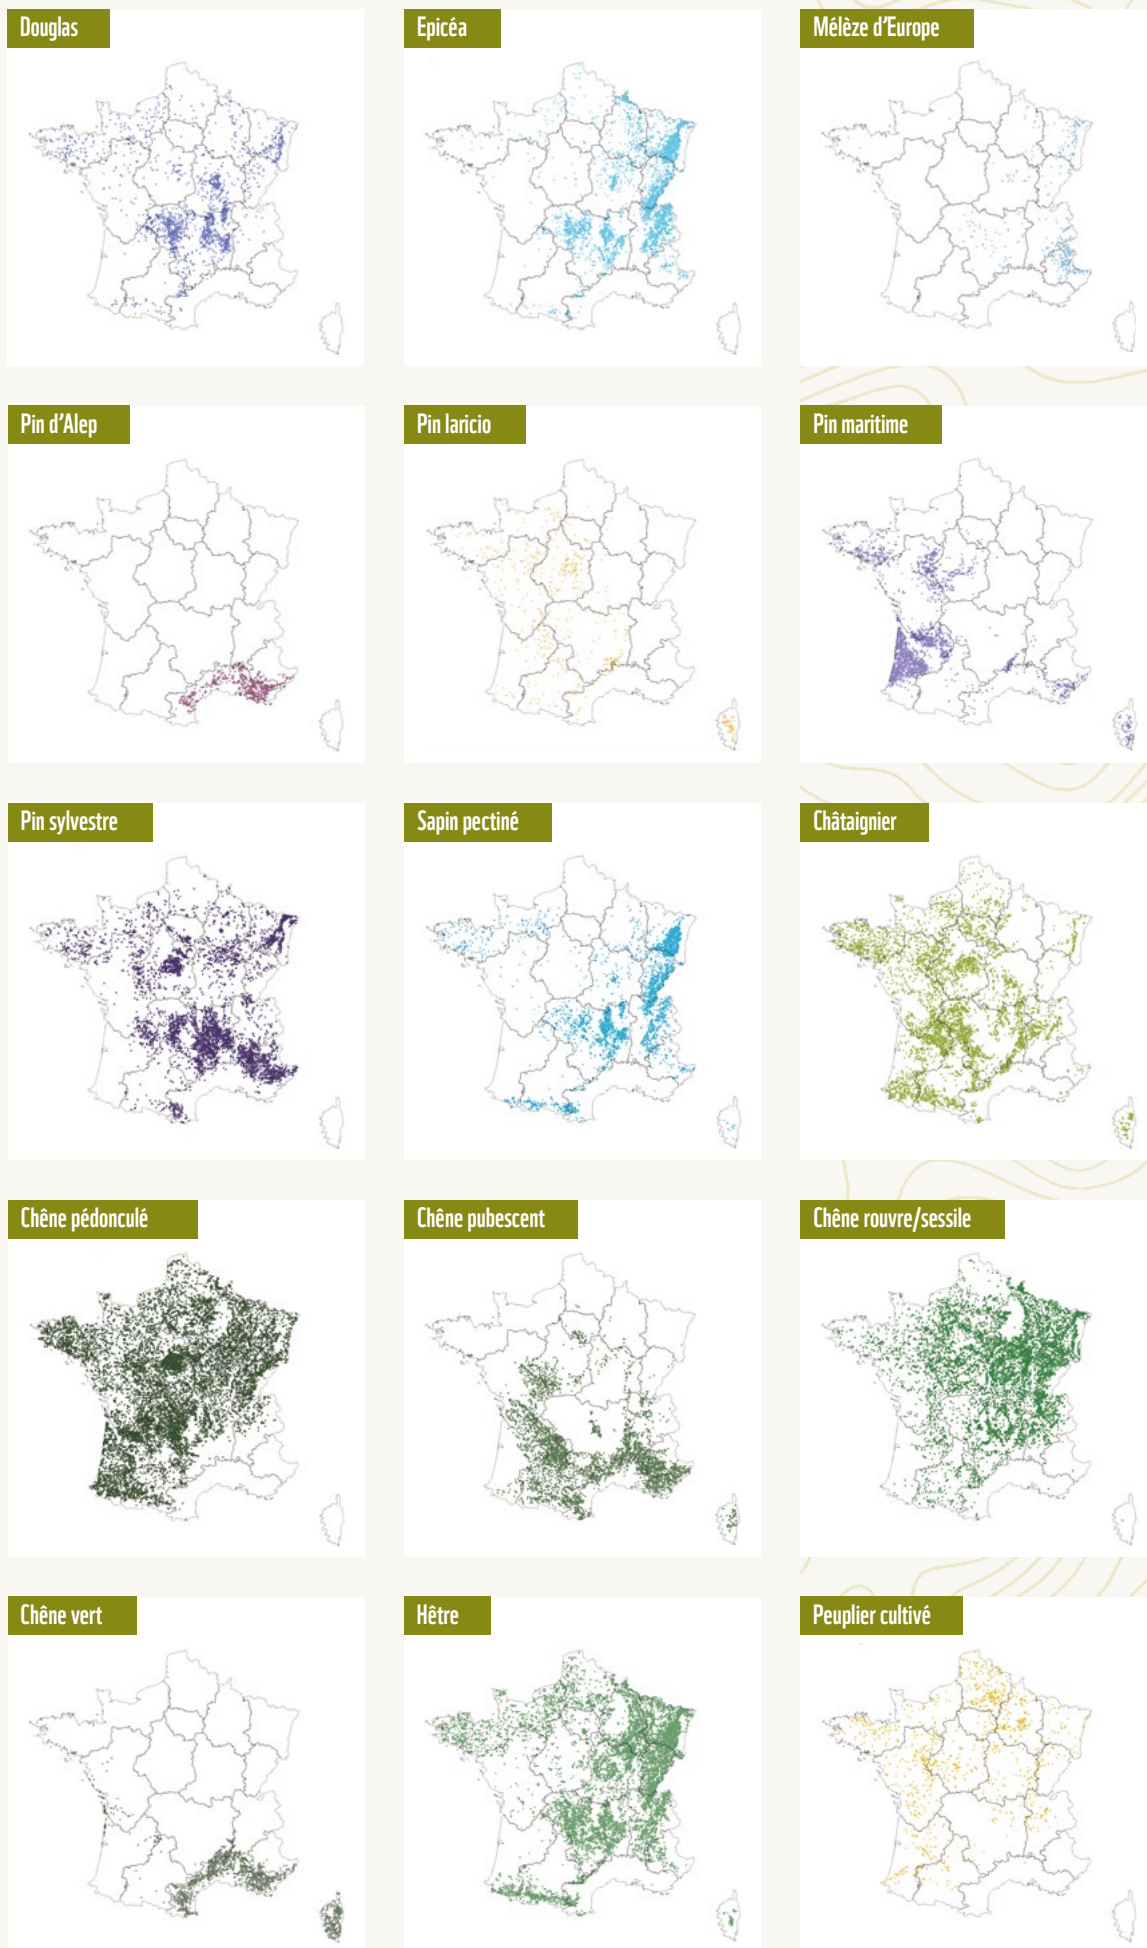 Douglas
Epicéa
Mélèze d'Europe
Pin d'Alep
Pin laricio
Pin maritime
Pin sylvestre
Sapin pectiné
Châtaignier
Chêne pédonculé
Chêne pubescent
Chêne rouvre/sessile
Chêne vert
Hêtre
Peuplier cultivé